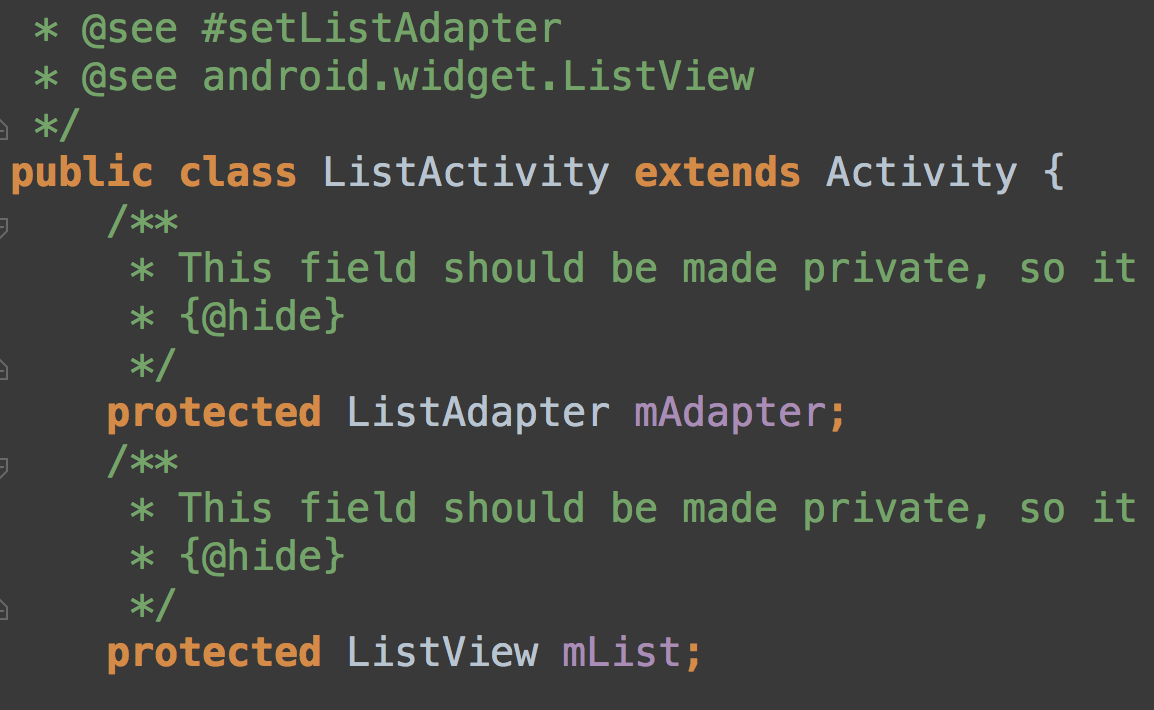 * @see #setListAdapter
* @see android.widget.ListView
*/
public class ListActivity extends Activity {
/**
* This field should be made private, so it
* {@hide}
*/
protected ListAdapter mAdapter;
/**
* This field should be made private, so it
* {@hide}
*/
protected ListView mList;